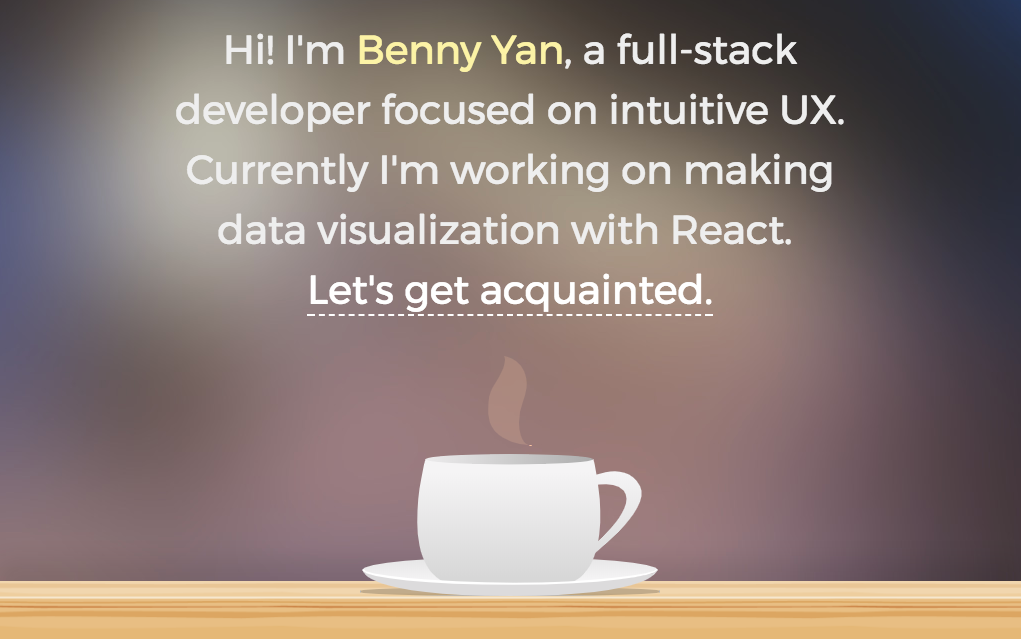 Hi! I'm Benny Yan, a full-stack
developer focused on intuitive UX.
Currently I'm working on making
data visualization with React.
Let's get acquainted.